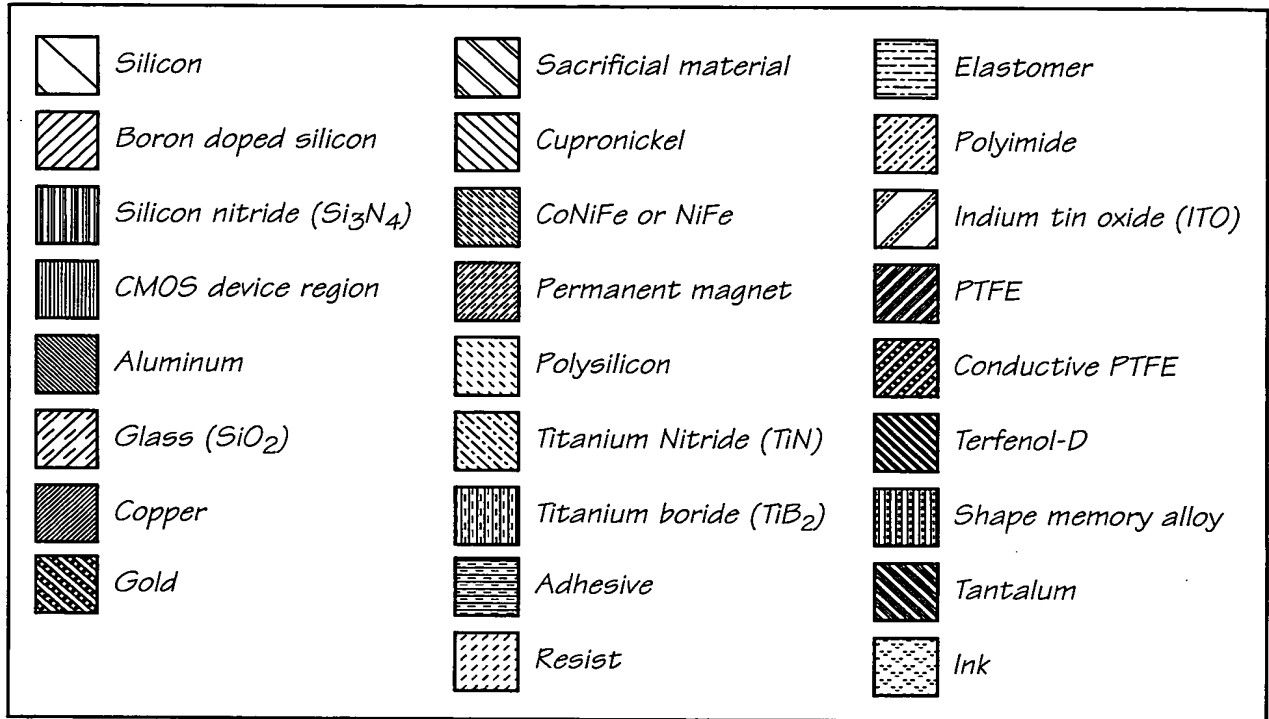 Silicon
Boron doped silicon
Silicon nitride (Si₃N₄)
CMOS device region
Aluminum
Glass (SiO₂)
Copper
Gold
Sacrificial material
Cupronickel
CoNiFe or NiFe
Permanent magnet
Polysilicon
Titanium Nitride (TiN)
Titanium boride (TiB₂)
Adhesive
Resist
Elastomer
Polyimide
Indium tin oxide (ITO)
PTFE
Conductive PTFE
Terfenol-D
Shape memory alloy
Tantalum
Ink